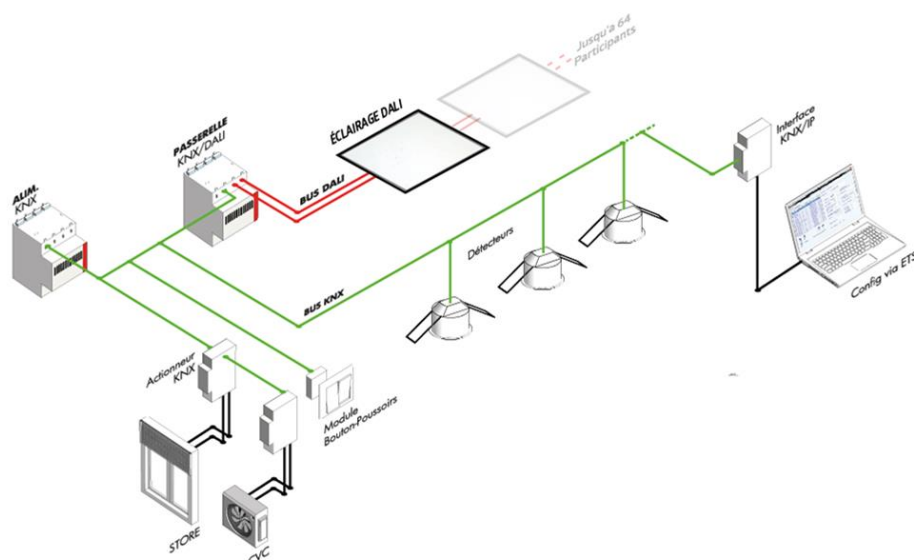 Jusqu'a 64
Participants
ÉCLAIRAGE DALI
PASSERELLE
KNX/DALI
Interface
KNX/IP
ALIM.
KNX
BUS DALI
Détecteurs
BUS KNX
Config via ETS
Actionneur
KNX
Module
Bouton-Poussoirs
STORE
CVC